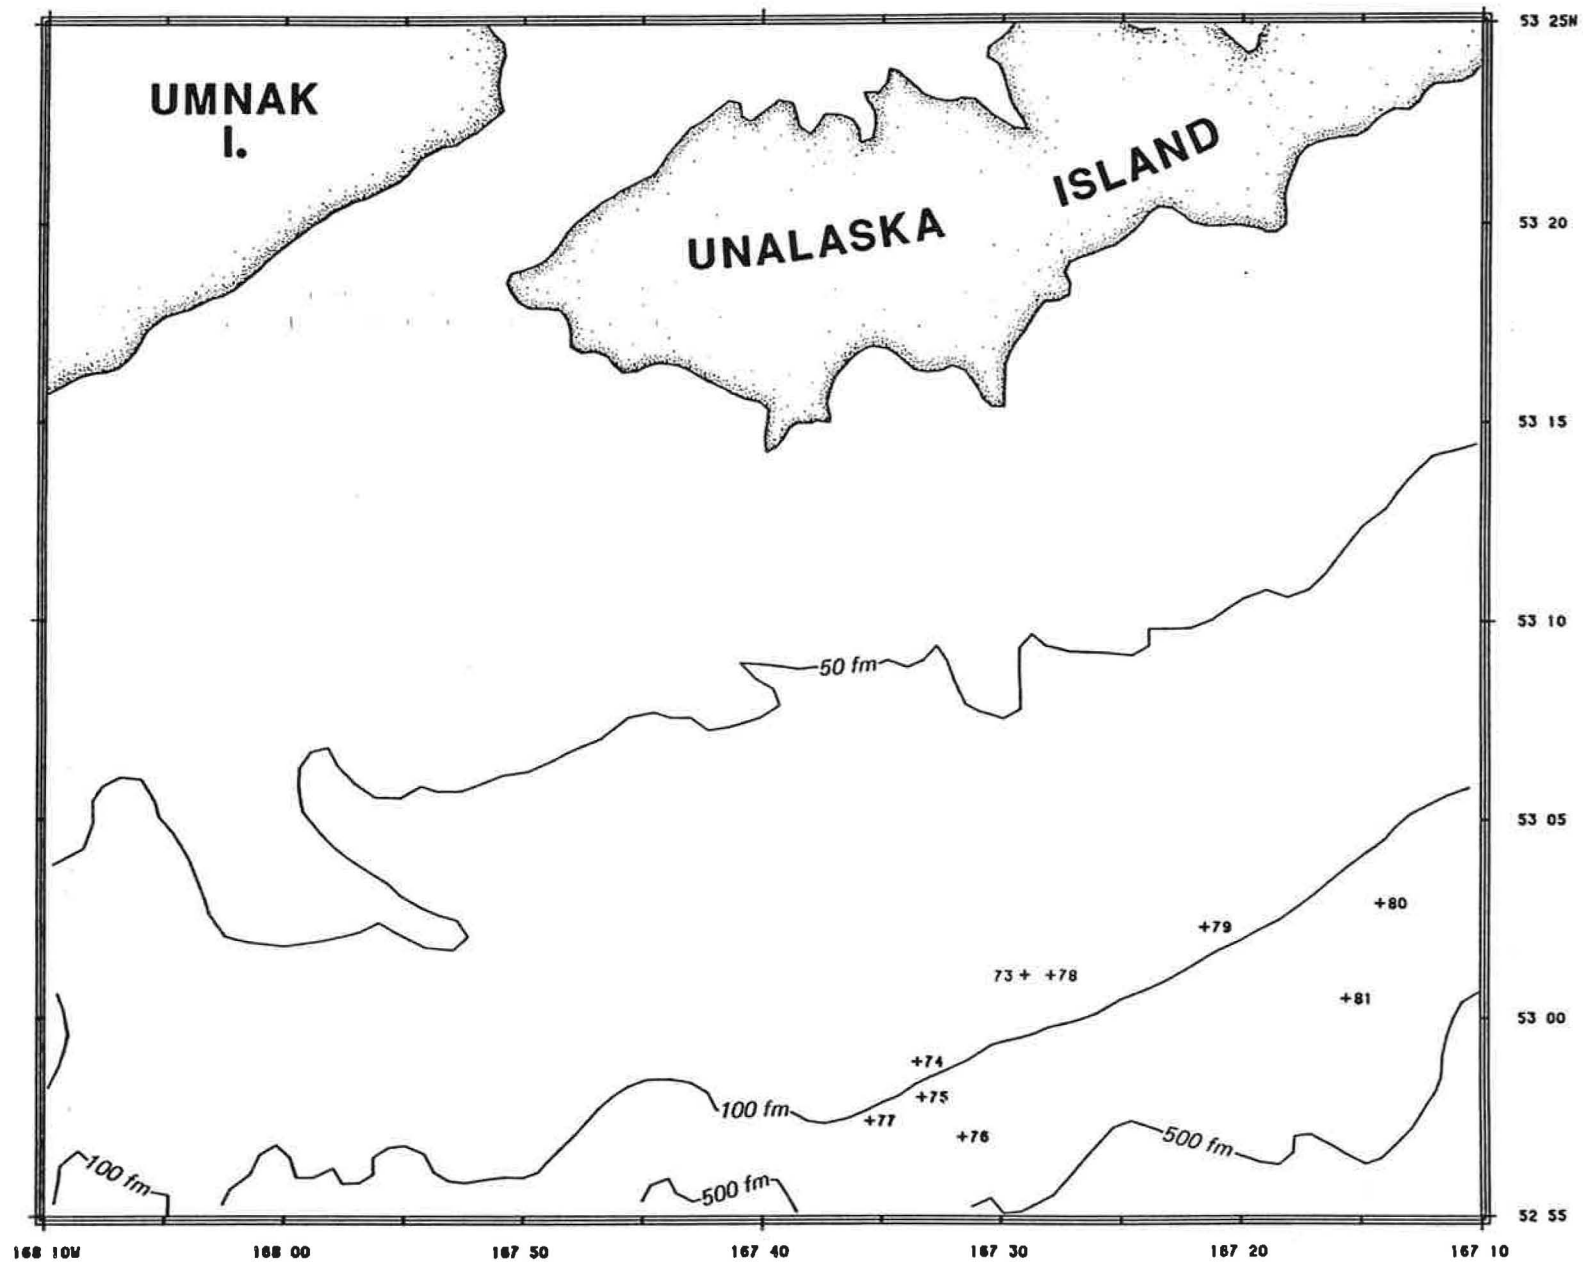 53 25N
UMNAK
I.
ISLAND
UNALASKA
53 20
53 15
53 10
50 fm
53 05
+80
+79
73+ +78
+81
53 00
+74
+75
100 fm
+77
+76
500 fm
100 fm
500 fm
52 55
168 10W 168 00 167 50 167 40 167 30 167 20 167 10